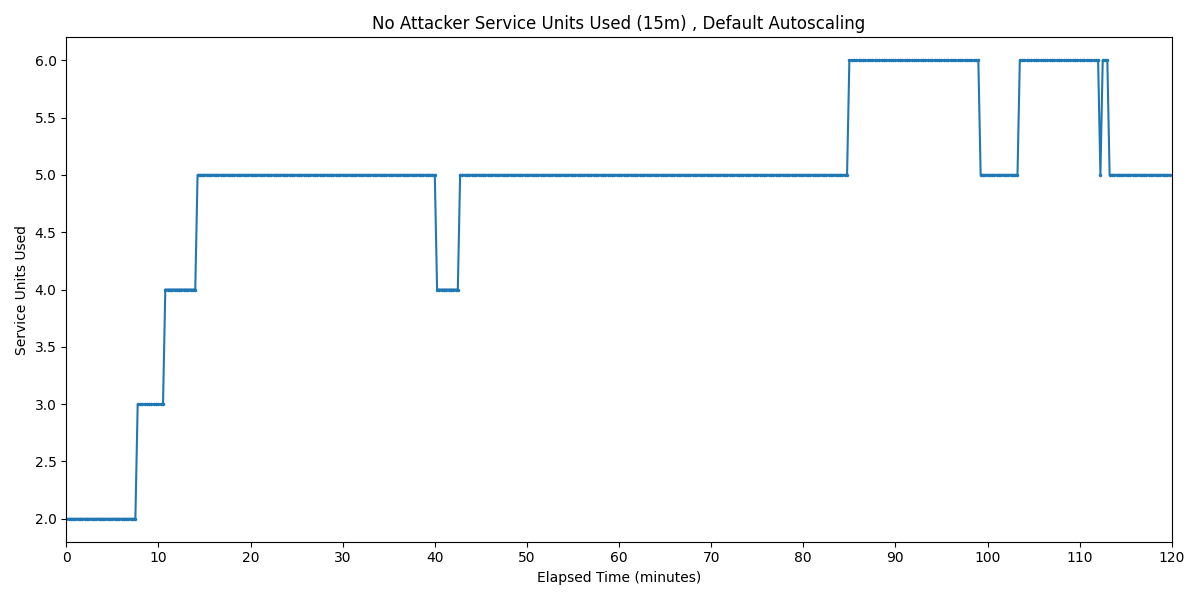 No Attacker Service Units Used (15m) , Default Autoscaling
6.0
5.5
5.0
4.5
4.0
3.5
3.0
2.5
2.0
Service Units Used
0 10 20 30 40 50 60 70 80 90 100 110 120
Elapsed Time (minutes)